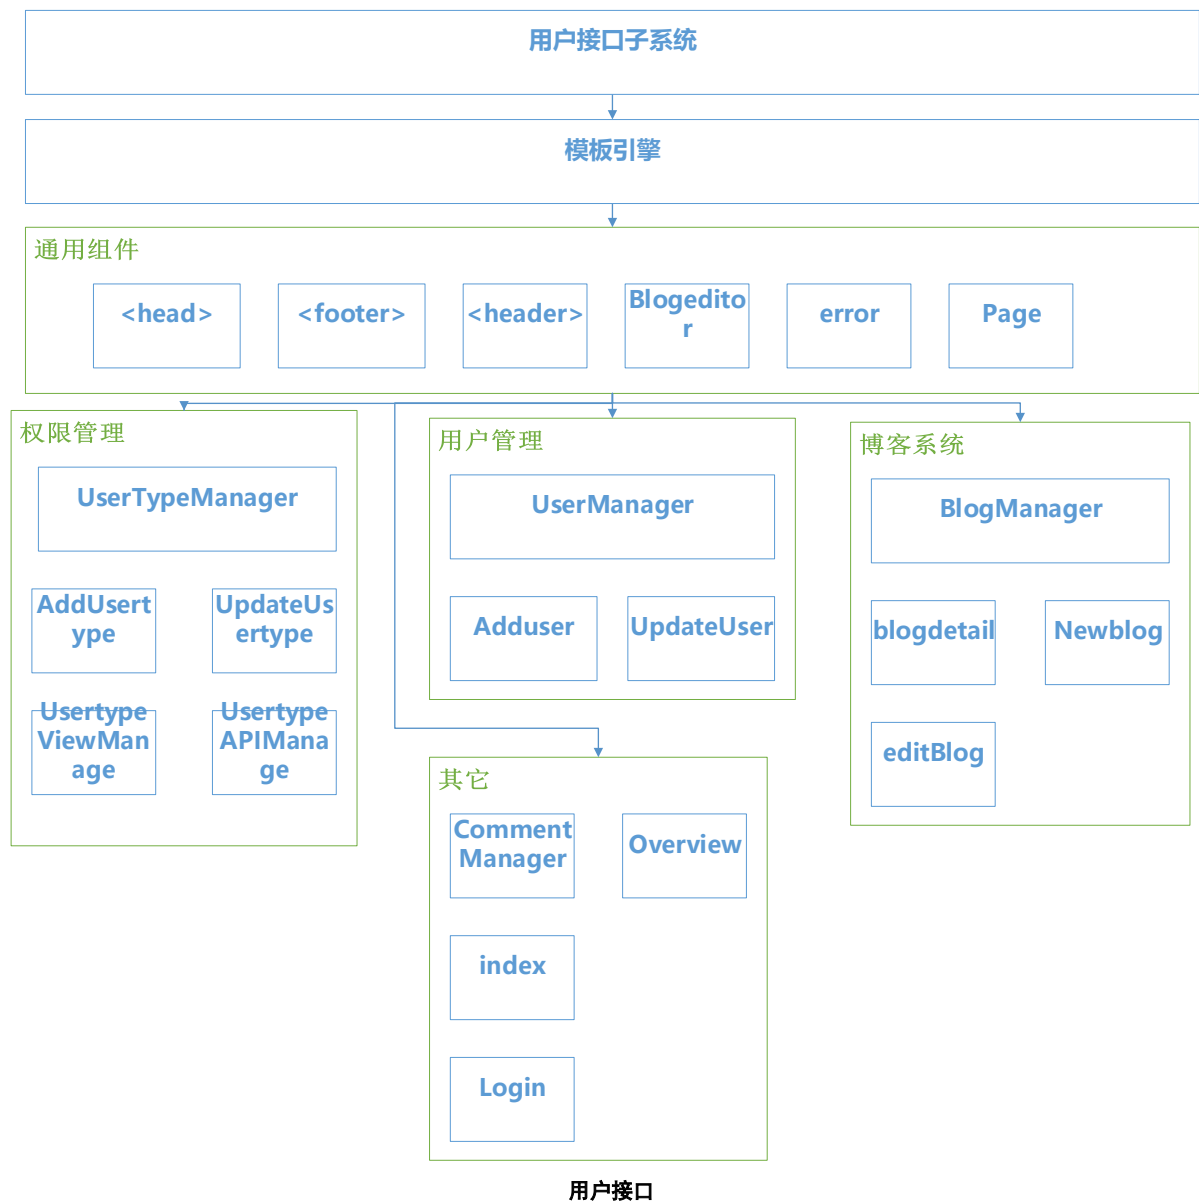 用户接口子系统
模板引擎
通用组件
<head>
<footer>
<header>
Blogedito
r
error
Page
权限管理
UserTypeManager
AddUsert
ype
UpdateUs
ertype
Usertype
ViewMan
age
Usertype
APIMana
ge
用户管理
UserManager
Adduser
UpdateUser
博客系统
BlogManager
blogdetail
Newblog
editBlog
其它
Comment
Manager
Overview
index
Login
用户接口